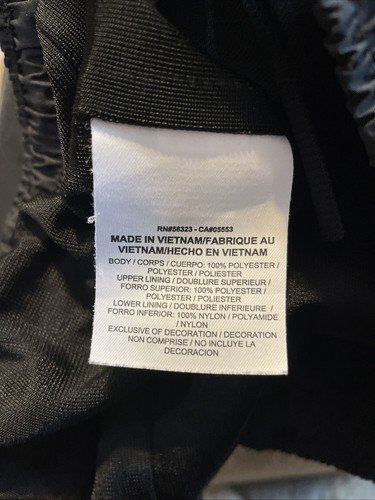 RN#56323 - CA#05553
MADE IN VIETNAM/FABRIQUE AU
VIETNAM/HECHO EN VIETNAM
BODY / CORPS / CUERPO: 100% POLYESTER /
POLYESTER / POLIESTER
UPPER LINING / DOUBLURE SUPERIEUR /
FORRO SUPERIOR: 100% POLYESTER /
POLYESTER / POLIESTER
LOWER LINING / DOUBLURE INFERIEURE /
FORRO INFERIOR: 100% NYLON / POLYAMIDE
/ NYLON
EXCLUSIVE OF DECORATION / DECORATION
NON COMPRISE / NO INCLUYE LA
DECORACION